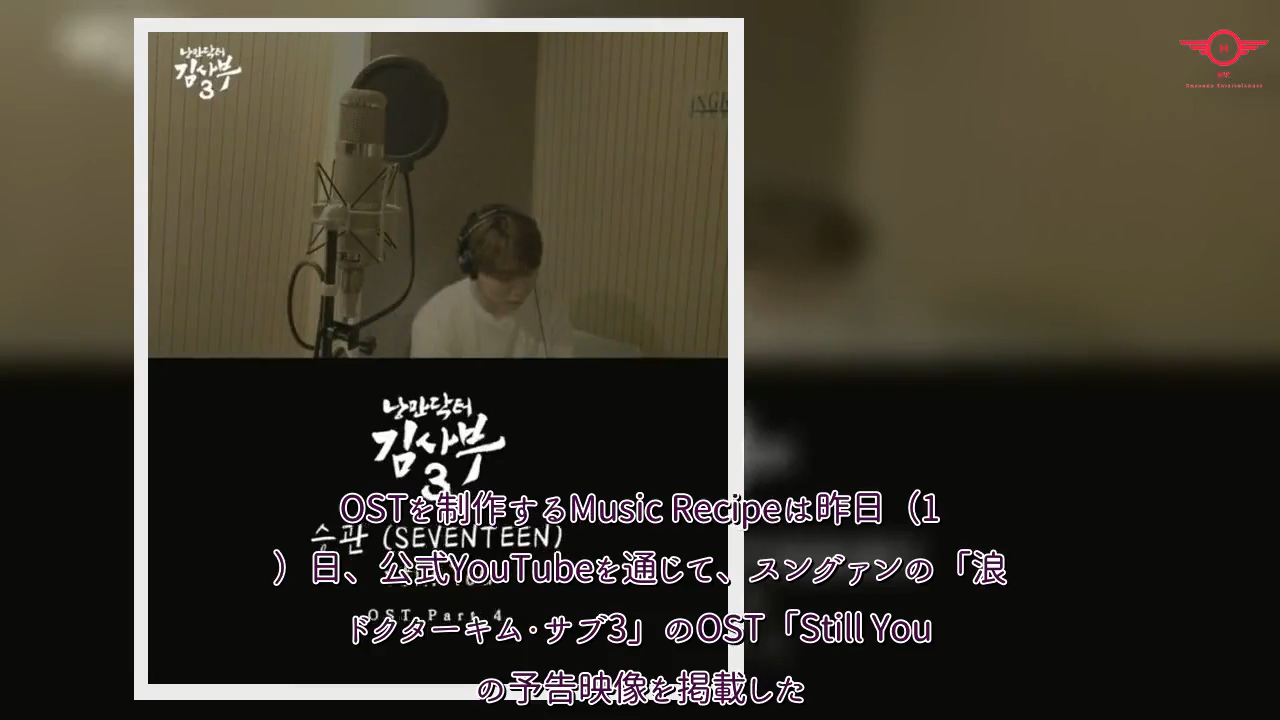 낭만닥터
김사부
3
낭만닥터
김사부
3
승관 (SEVENTEEN)
OST Part 4
OSTを制作するMusic Recipeは昨日（1
）日、公式YouTubeを通じて、スングァンの「浪
ドクターキム·サブ3」のOST「Still You
の予告映像を掲載した